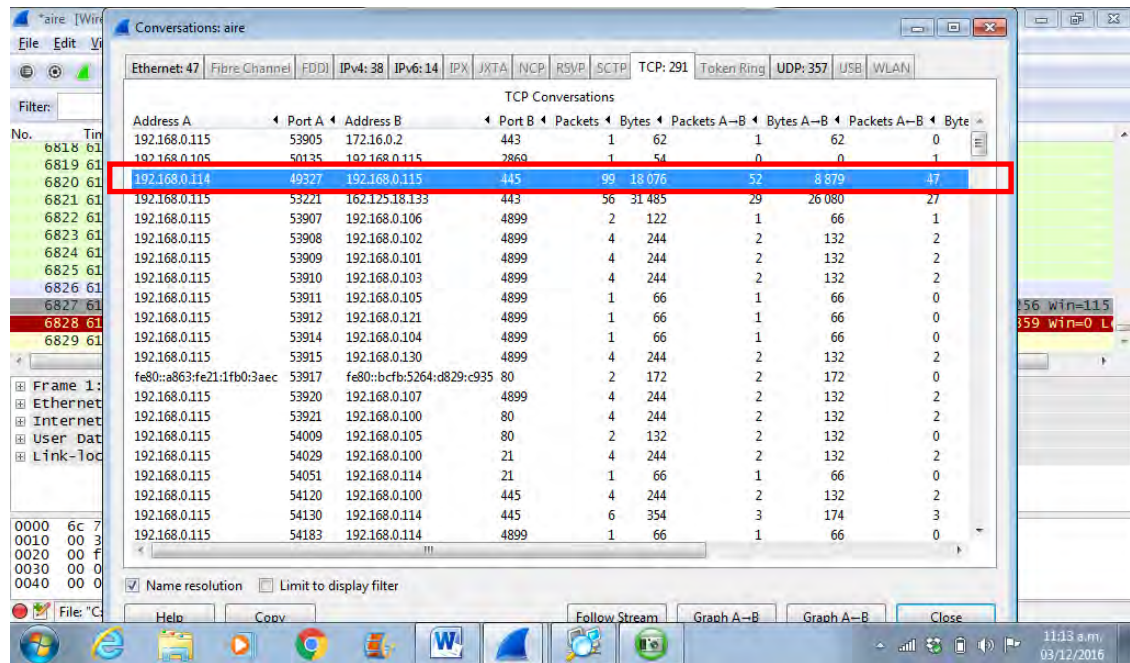 *aire [Wire
Conversations: aire
File Edit Vi
Ethernet: 47 Fibre Channel FDDI IPv4: 38 IPv6: 14 IPX JXTA NCP RSVP SCTP TCP: 291 Token Ring UDP: 357 USB WLAN
Filter:
TCP Conversations
Address A Port A Address B Port B Packets Bytes Packets A→B Bytes A→B Packets A←B Byte
192.168.0.115 53905 172.16.0.2 443 1 62 1 62 0
192.168.0.105 50135 192.168.0.115 2869 1 54 0 0 1
192.168.0.114 49327 192.168.0.115 445 99 18 076 52 8 879 47
192.168.0.115 53221 162.125.18.133 443 56 31 485 29 26 080 27
192.168.0.115 53907 192.168.0.106 4899 2 122 1 66 1
192.168.0.115 53908 192.168.0.102 4899 4 244 2 132 2
192.168.0.115 53909 192.168.0.101 4899 4 244 2 132 2
192.168.0.115 53910 192.168.0.103 4899 4 244 2 132 2
192.168.0.115 53911 192.168.0.105 4899 1 66 1 66 0
192.168.0.115 53912 192.168.0.121 4899 1 66 1 66 0
192.168.0.115 53914 192.168.0.104 4899 1 66 1 66 0
192.168.0.115 53915 192.168.0.130 4899 4 244 2 132 2
fe80::a863:fe21:1fb0:3aec 53917 fe80::bcfb:5264:d829:c935 80 2 172 2 172 0
192.168.0.115 53920 192.168.0.107 4899 4 244 2 132 2
192.168.0.115 53921 192.168.0.100 80 4 244 2 132 2
192.168.0.115 54009 192.168.0.105 80 2 132 2 132 0
192.168.0.115 54029 192.168.0.100 21 4 244 2 132 2
192.168.0.115 54051 192.168.0.114 21 1 66 1 66 0
192.168.0.115 54120 192.168.0.100 445 4 244 2 132 2
192.168.0.115 54130 192.168.0.114 445 6 354 3 174 3
192.168.0.115 54183 192.168.0.114 4899 1 66 1 66 0
No. Tim
6818 61
6819 61
6820 61
6821 61
6822 61
6823 61
6824 61
6825 61
6826 61
6827 61
6828 61
6829 61
256 Win=115
359 Win=0 L
Frame 1:
Ethernet
Internet
User Dat
Link-loc
0000 6c 7
0010 00 3
0020 00 f
0030 00 0
0040 00 0
Name resolution Limit to display filter
File: "C:
Help Copy Follow Stream Graph A→B Graph A←B Close
11:13 a.m.
03/12/2016